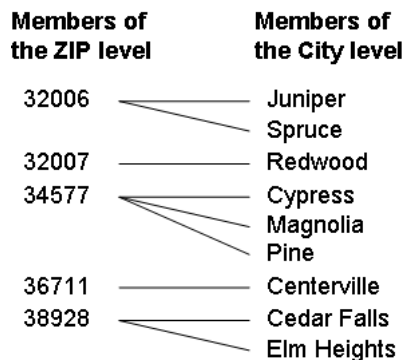 Members of Members of
the ZIP level the City level
32006 Juniper
Spruce
32007 Redwood
34577 Cypress
Magnolia
Pine
36711 Centerville
38928 Cedar Falls
Elm Heights